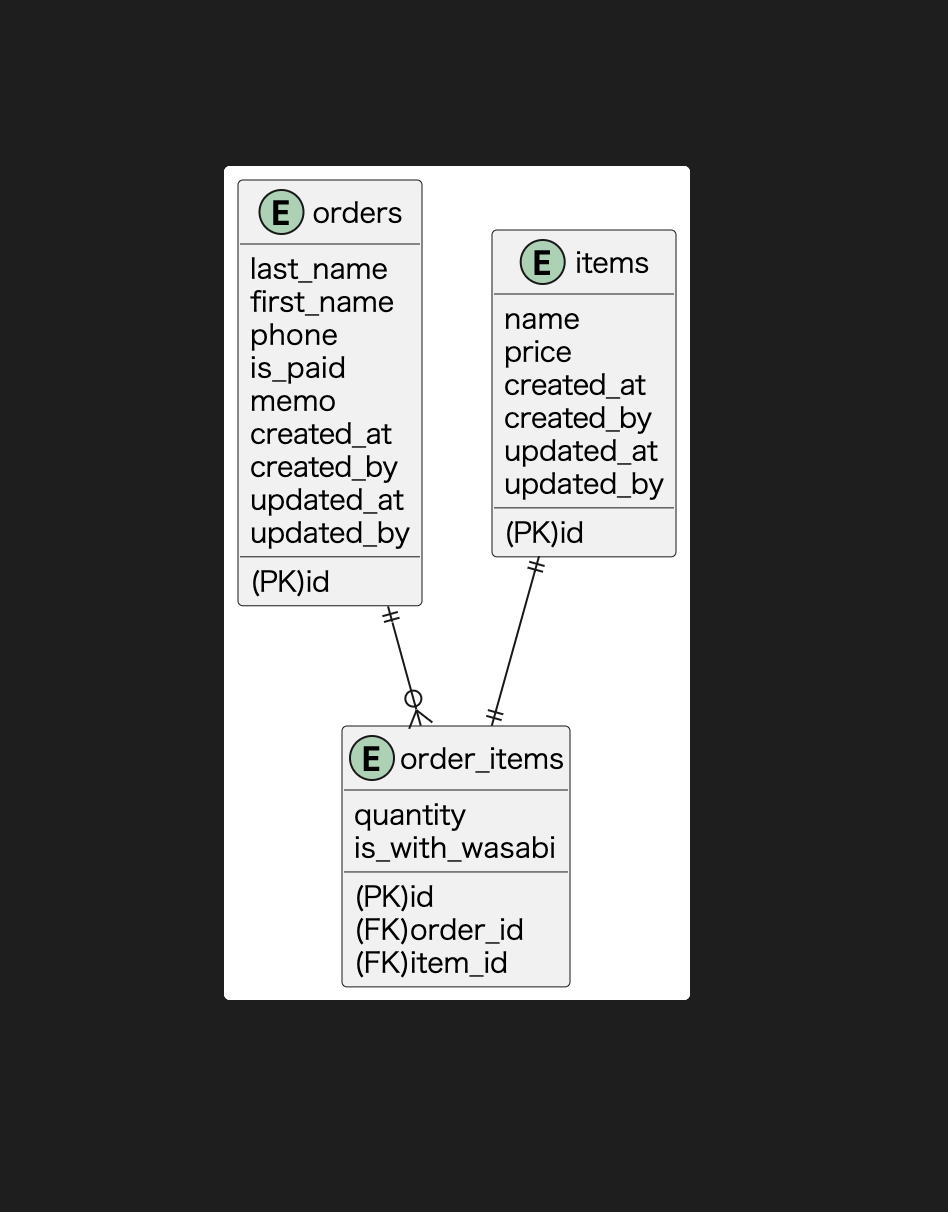 E orders
last_name
first_name
phone
is_paid
memo
created_at
created_by
updated_at
updated_by
(PK)id
E items
name
price
created_at
created_by
updated_at
updated_by
(PK)id
E order_items
quantity
is_with_wasabi
(PK)id
(FK)order_id
(FK)item_id